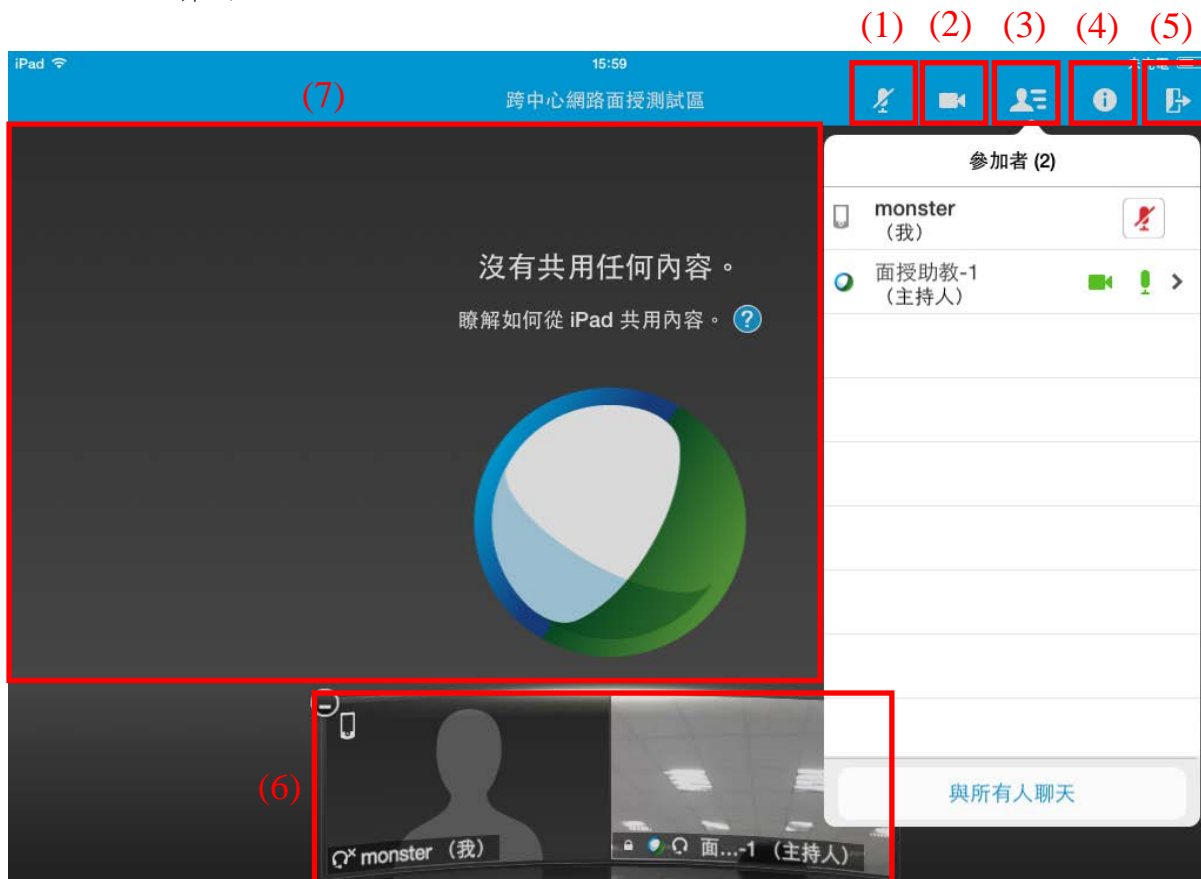 (1) (2) (3) (4) (5)
iPad 15:59
(7) 跨中心網路面授測試區
參加者 (2)
monster
（我）
沒有共用任何內容。
面授助教-1
（主持人）
瞭解如何從 iPad 共用內容。 ?
(6)
與所有人聊天
monster （我）
面...-1 （主持人）